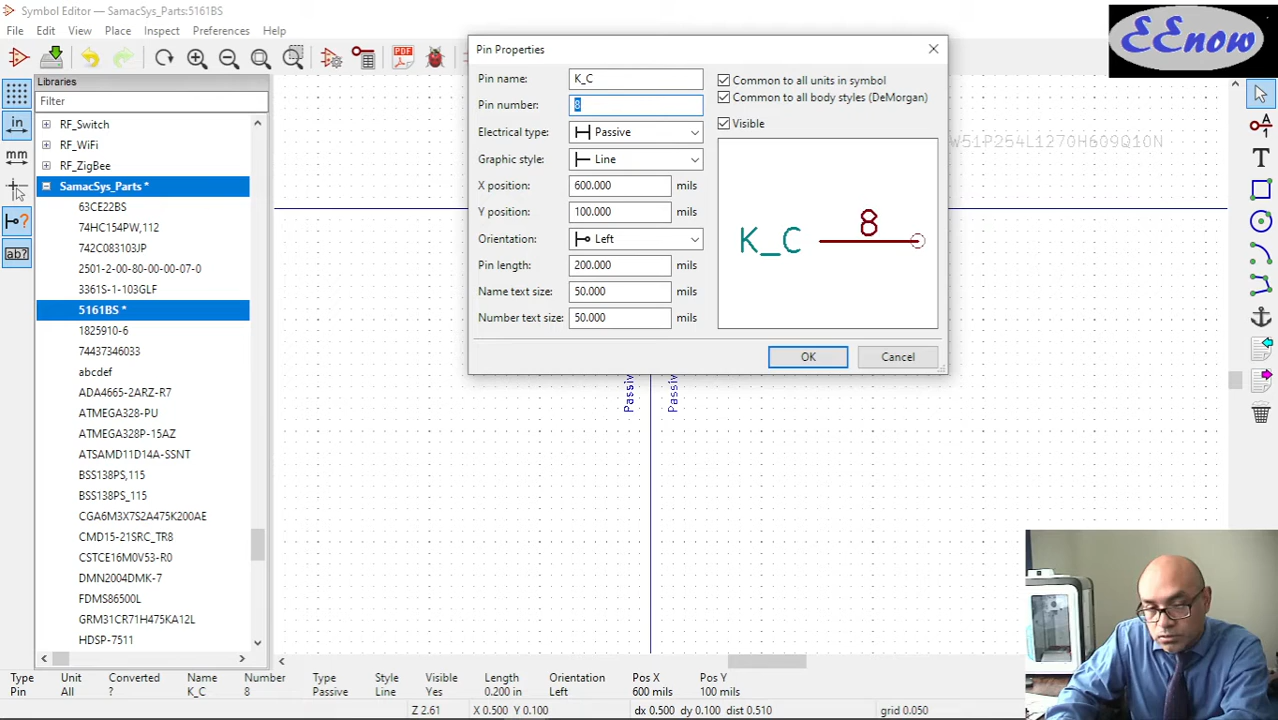 Symbol Editor — SamacSys_Parts:5161BS
File Edit View Place Inspect Preferences Help
EEnow
PDF
Libraries
Filter
in
mm
ab?
RF_Switch
RF_WiFi
RF_ZigBee
SamacSys_Parts *
63CE22BS
74HC154PW,112
742C083103JP
2501-2-00-80-00-00-07-0
3361S-1-103GLF
5161BS *
1825910-6
74437346033
abcdef
ADA4665-2ARZ-R7
ATMEGA328-PU
ATMEGA328P-15AZ
ATSAMD11D14A-SSNT
BSS138PS,115
BSS138PS_115
CGA6M3X7S2A475K200AE
CMD15-21SRC_TR8
CSTCE16M0V53-R0
DMN2004DMK-7
FDMS86500L
GRM31CR71H475KA12L
HDSP-7511
Pin Properties
Pin name: K_C
Pin number: 8
Electrical type: Passive
Graphic style: Line
X position: 600.000 mils
Y position: 100.000 mils
Orientation: Left
Pin length: 200.000 mils
Name text size: 50.000 mils
Number text size: 50.000 mils
Common to all units in symbol
Common to all body styles (DeMorgan)
Visible
K_C 8
OK Cancel
W51P254L1270H609Q10N
Passive
Passive
A
T
Type Unit Converted Name Number Type Style Visible Length Orientation Pos X Pos Y
Pin All ? K_C 8 Passive Line Yes 0.200 in Left 600 mils 100 mils
Z 2.61 X 0.500 Y 0.100 dx 0.500 dy 0.100 dist 0.510 grid 0.050